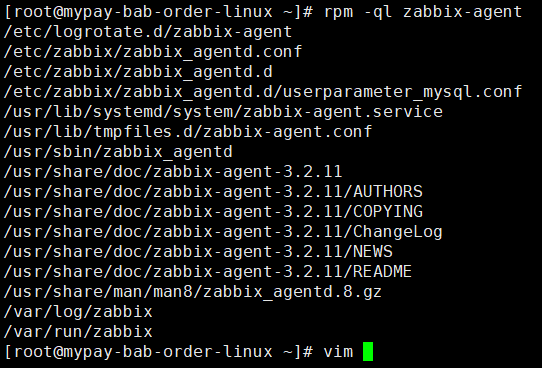 [root@mypay-bab-order-linux ~]# rpm -ql zabbix-agent
/etc/logrotate.d/zabbix-agent
/etc/zabbix/zabbix_agentd.conf
/etc/zabbix/zabbix_agentd.d
/etc/zabbix/zabbix_agentd.d/userparameter_mysql.conf
/usr/lib/systemd/system/zabbix-agent.service
/usr/lib/tmpfiles.d/zabbix-agent.conf
/usr/sbin/zabbix_agentd
/usr/share/doc/zabbix-agent-3.2.11
/usr/share/doc/zabbix-agent-3.2.11/AUTHORS
/usr/share/doc/zabbix-agent-3.2.11/COPYING
/usr/share/doc/zabbix-agent-3.2.11/ChangeLog
/usr/share/doc/zabbix-agent-3.2.11/NEWS
/usr/share/doc/zabbix-agent-3.2.11/README
/usr/share/man/man8/zabbix_agentd.8.gz
/var/log/zabbix
/var/run/zabbix
[root@mypay-bab-order-linux ~]# vim